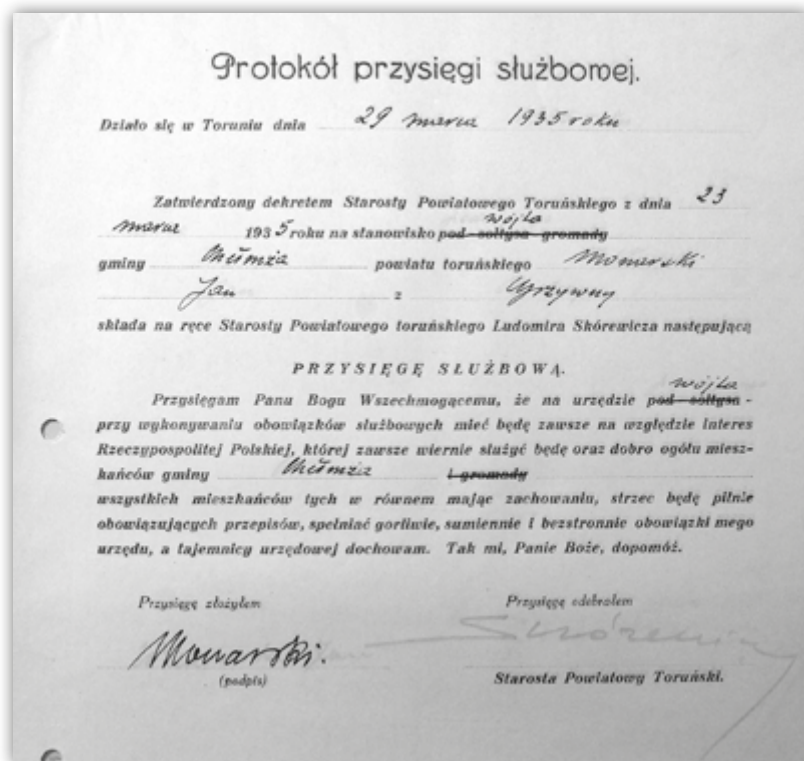 Protokół przysięgi służbowej.
Działo się w Toruniu dnia 29 marca 1935 roku
Zatwierdzony dekretem Starosty Powiatowego Toruńskiego z dnia 23
wójta
marca 1935 roku na stanowisko pod-sołtysa gromady
gminy Chełmża powiatu toruńskiego
Jan z Grzywny
składa na ręce Starosty Powiatowego toruńskiego Ludomira Skórewicza następującą
PRZYSIĘGĘ SŁUŻBOWĄ.
wójta
Przysięgam Panu Bogu Wszechmogącemu, że na urzędzie pod-sołtysa -
przy wykonywaniu obowiązków służbowych mieć będę zawsze na względzie interes
Rzeczypospolitej Polskiej, której zawsze wiernie służyć będę oraz dobro ogółu miesz-
kańców gminy Chełmża i gromady
wszystkich mieszkańców tych w równem mając zachowaniu, strzec będę pilnie
obowiązujących przepisów, spełniać gorliwie, sumiennie i bezstronnie obowiązki mego
urzędu, a tajemnicy urzędowej dochowam. Tak mi, Panie Boże, dopomóż.
Przysięgę złożyłem Przysięgę odebrałem
(podpis) Starosta Powiatowy Toruński.